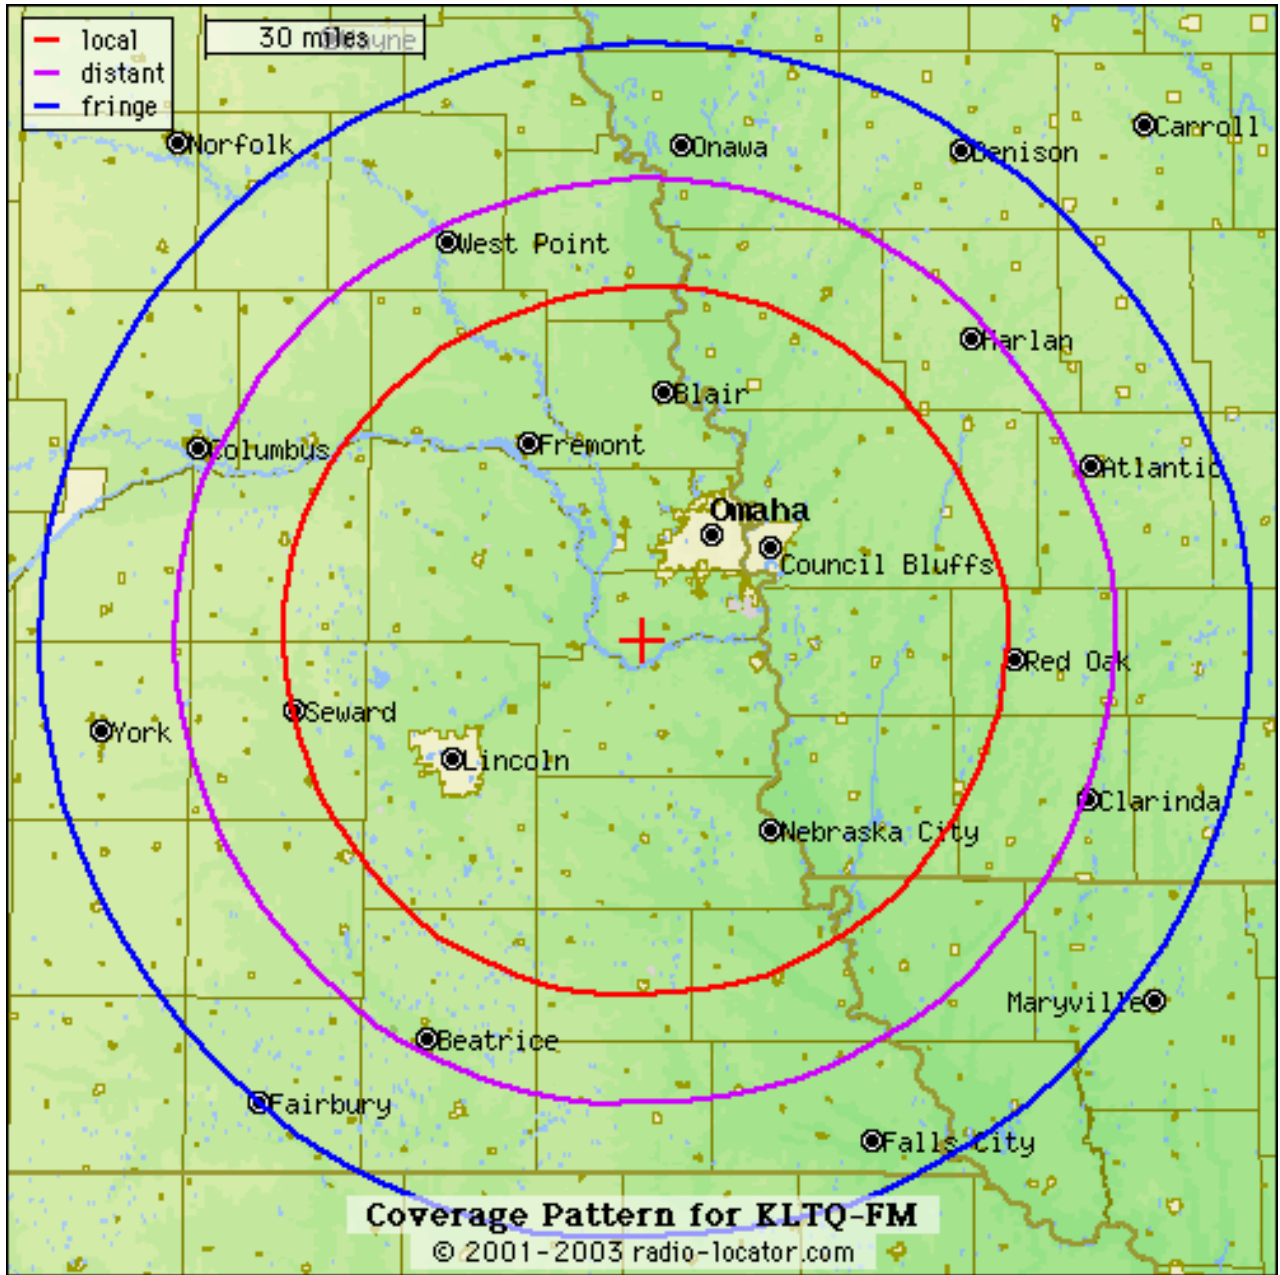 local
30 miles
Wayne
distant
fringe
Norfolk
Onawa
Denison
Carroll
West Point
Harlan
Blair
Columbus
Fremont
Atlantic
Omaha
Council Bluffs
Red Oak
Seward
York
Lincoln
Clarinda
Nebraska City
Maryville
Beatrice
Fairbury
Falls City
Coverage Pattern for KLTQ-FM
© 2001-2003 radio-locator.com